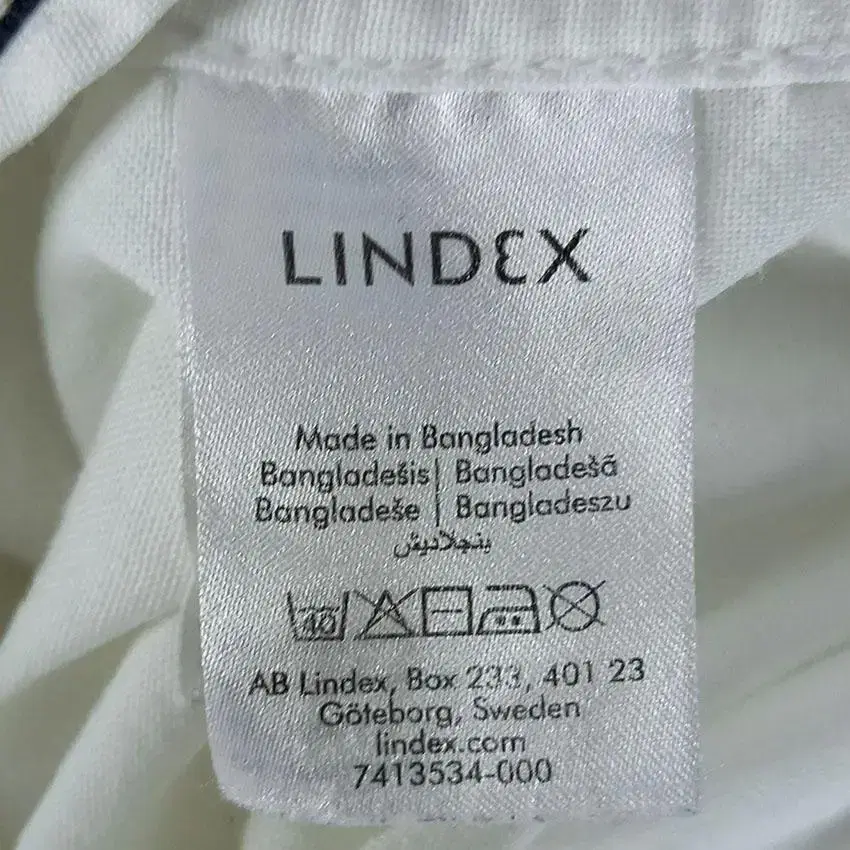 LINDEX
Made in Bangladesh
Bangladešis| Bangladešā
Bangladeše | Bangladeszu
بنجلاديش
40
AB Lindex, Box 233, 401 23
Göteborg, Sweden
lindex.com
7413534-000